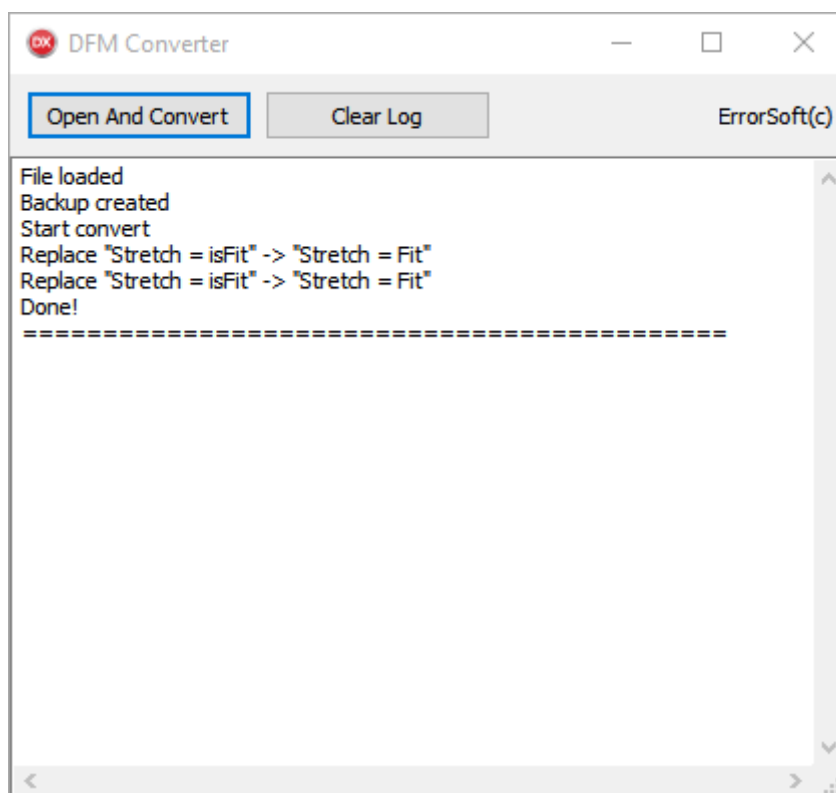 DX DFM Converter
Open And Convert Clear Log ErrorSoft(c)
File loaded
Backup created
Start convert
Replace "Stretch = isFit" -> "Stretch = Fit"
Replace "Stretch = isFit" -> "Stretch = Fit"
Done!
============================================